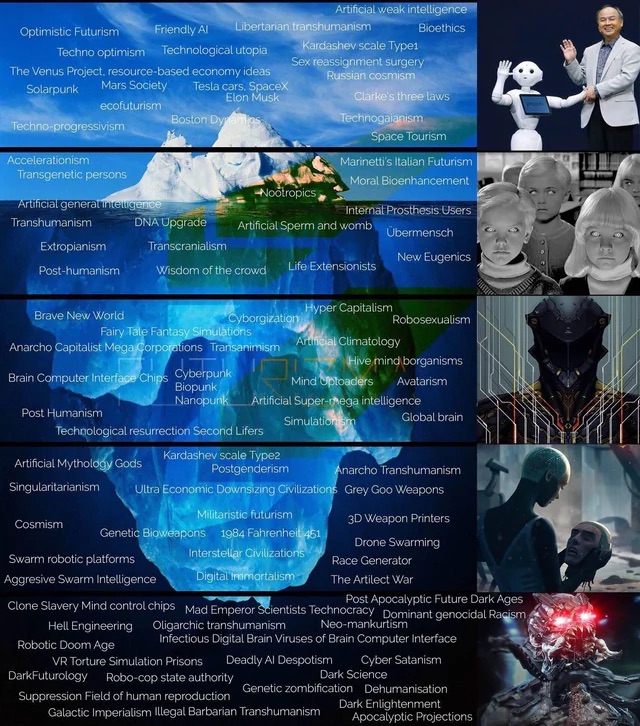 Artificial weak intelligence
Optimistic Futurism
Friendly AI
Libertarian transhumanism
Bioethics
Techno optimism
Technological utopia
Kardashev scale Type1
Sex reassignment surgery
The Venus Project, resource-based economy ideas
Russian cosmism
Solarpunk
Mars Society
Tesla cars, SpaceX
Elon Musk
Clarke's three laws
ecofuturism
Boston Dynamics
Technogaianism
Techno-progressivism
Space Tourism
Accelerationism
Marinetti's Italian Futurism
Transgenetic persons
Moral Bioenhancement
Nootropics
Artificial general intelligence
Internal Prosthesis Users
Transhumanism
DNA Upgrade
Artificial Sperm and womb
Übermensch
Extropianism
Transcranialism
New Eugenics
Post-humanism
Wisdom of the crowd
Life Extensionists
Brave New World
Hyper Capitalism
Cyborgization
Robosexualism
Fairy Tale Fantasy Simulations
Artificial Climatology
Anarcho Capitalist Mega Corporations
Transanimism
Hive mind borganisms
Brain Computer Interface Chips
Cyberpunk
Biopunk
Nanopunk
Mind Uploaders
Avatarism
Artificial Super-mega intelligence
Post Humanism
Simulationism
Global brain
Technological resurrection Second Lifers
Kardashev scale Type2
Artificial Mythology Gods
Postgenderism
Anarcho Transhumanism
Singularitarianism
Ultra Economic Downsizing Civilizations
Grey Goo Weapons
Militaristic futurism
Cosmism
3D Weapon Printers
Genetic Bioweapons
1984 Fahrenheit 451
Drone Swarming
Interstellar Civilizations
Swarm robotic platforms
Race Generator
Aggresive Swarm Intelligence
Digital Immortalism
The Artilect War
Post Apocalyptic Future Dark Ages
Clone Slavery Mind control chips
Mad Emperor Scientists Technocracy
Dominant genocidal Racism
Hell Engineering
Oligarchic transhumanism
Neo-mankurtism
Robotic Doom Age
Infectious Digital Brain Viruses of Brain Computer Interface
VR Torture Simulation Prisons
Deadly AI Despotism
Cyber Satanism
DarkFuturology
Robo-cop state authority
Dark Science
Suppression Field of human reproduction
Genetic zombification
Dehumanisation
Dark Enlightenment
Galactic Imperialism
Illegal Barbarian Transhumanism
Apocalyptic Projections